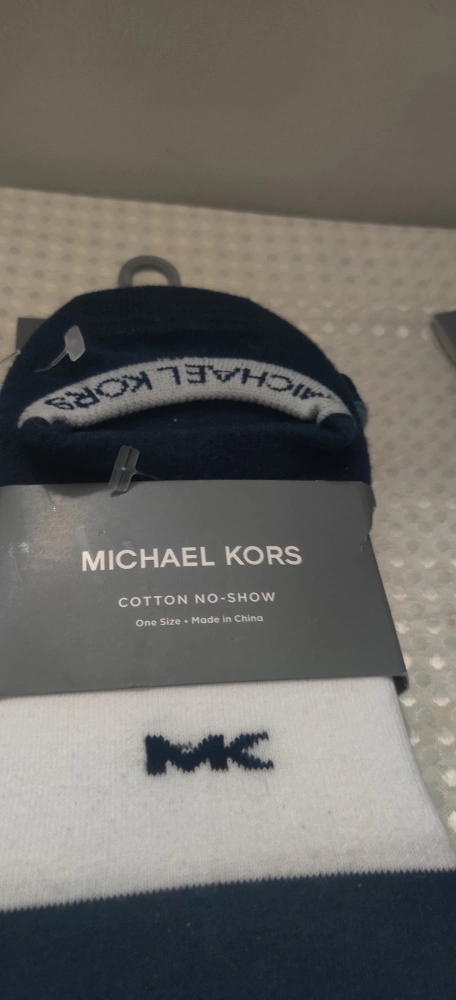 MICHAEL KORS
MICHAEL KORS
COTTON NO-SHOW
One Size • Made in China
MK